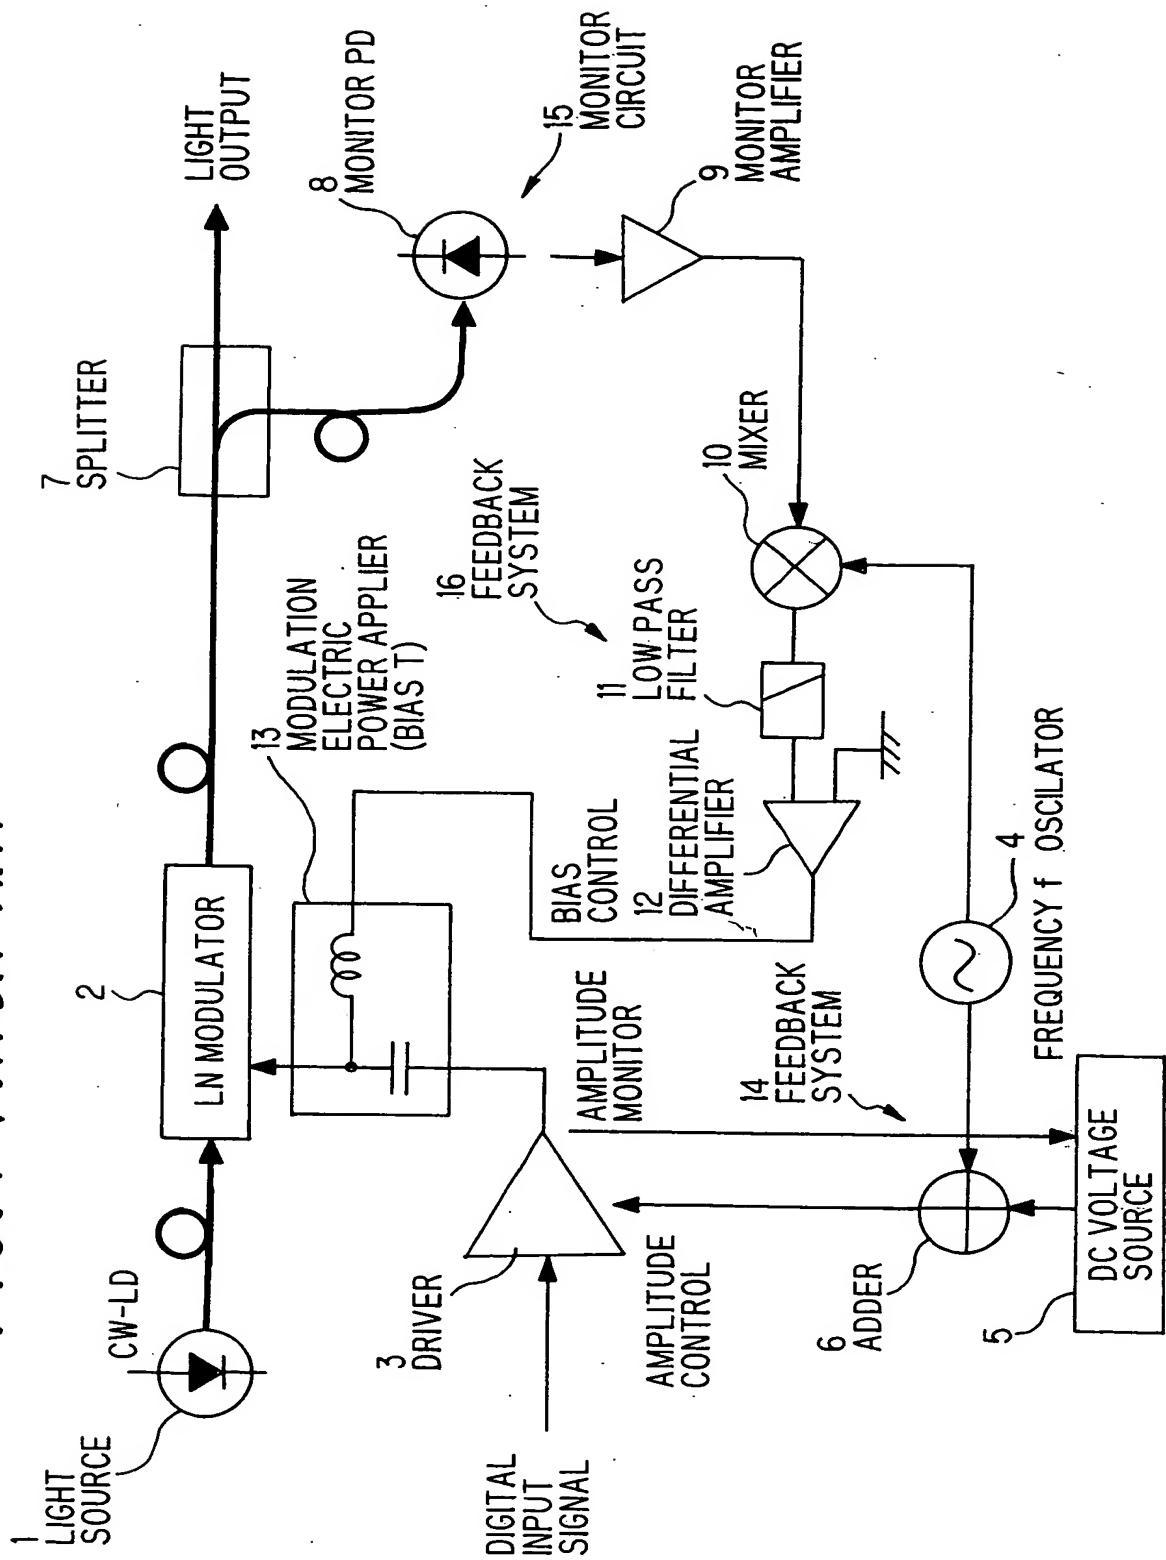 1
LIGHT
SOURCE
CW-LD
2
LN MODULATOR
7
SPLITTER
LIGHT
OUTPUT
8
MONITOR PD
15
MONITOR
CIRCUIT
9
MONITOR
AMPLIFIER
13
MODULATION
ELECTRIC
POWER APPLIER
(BIAS T)
16
FEEDBACK
SYSTEM
10
MIXER
11
LOW PASS
FILTER
BIAS
CONTROL
12
DIFFERENTIAL
AMPLIFIER
3
DRIVER
DIGITAL
INPUT
SIGNAL
AMPLITUDE
MONITOR
AMPLITUDE
CONTROL
14
FEEDBACK
SYSTEM
4
FREQUENCY f OSCILATOR
6
ADDER
5
DC VOLTAGE
SOURCE